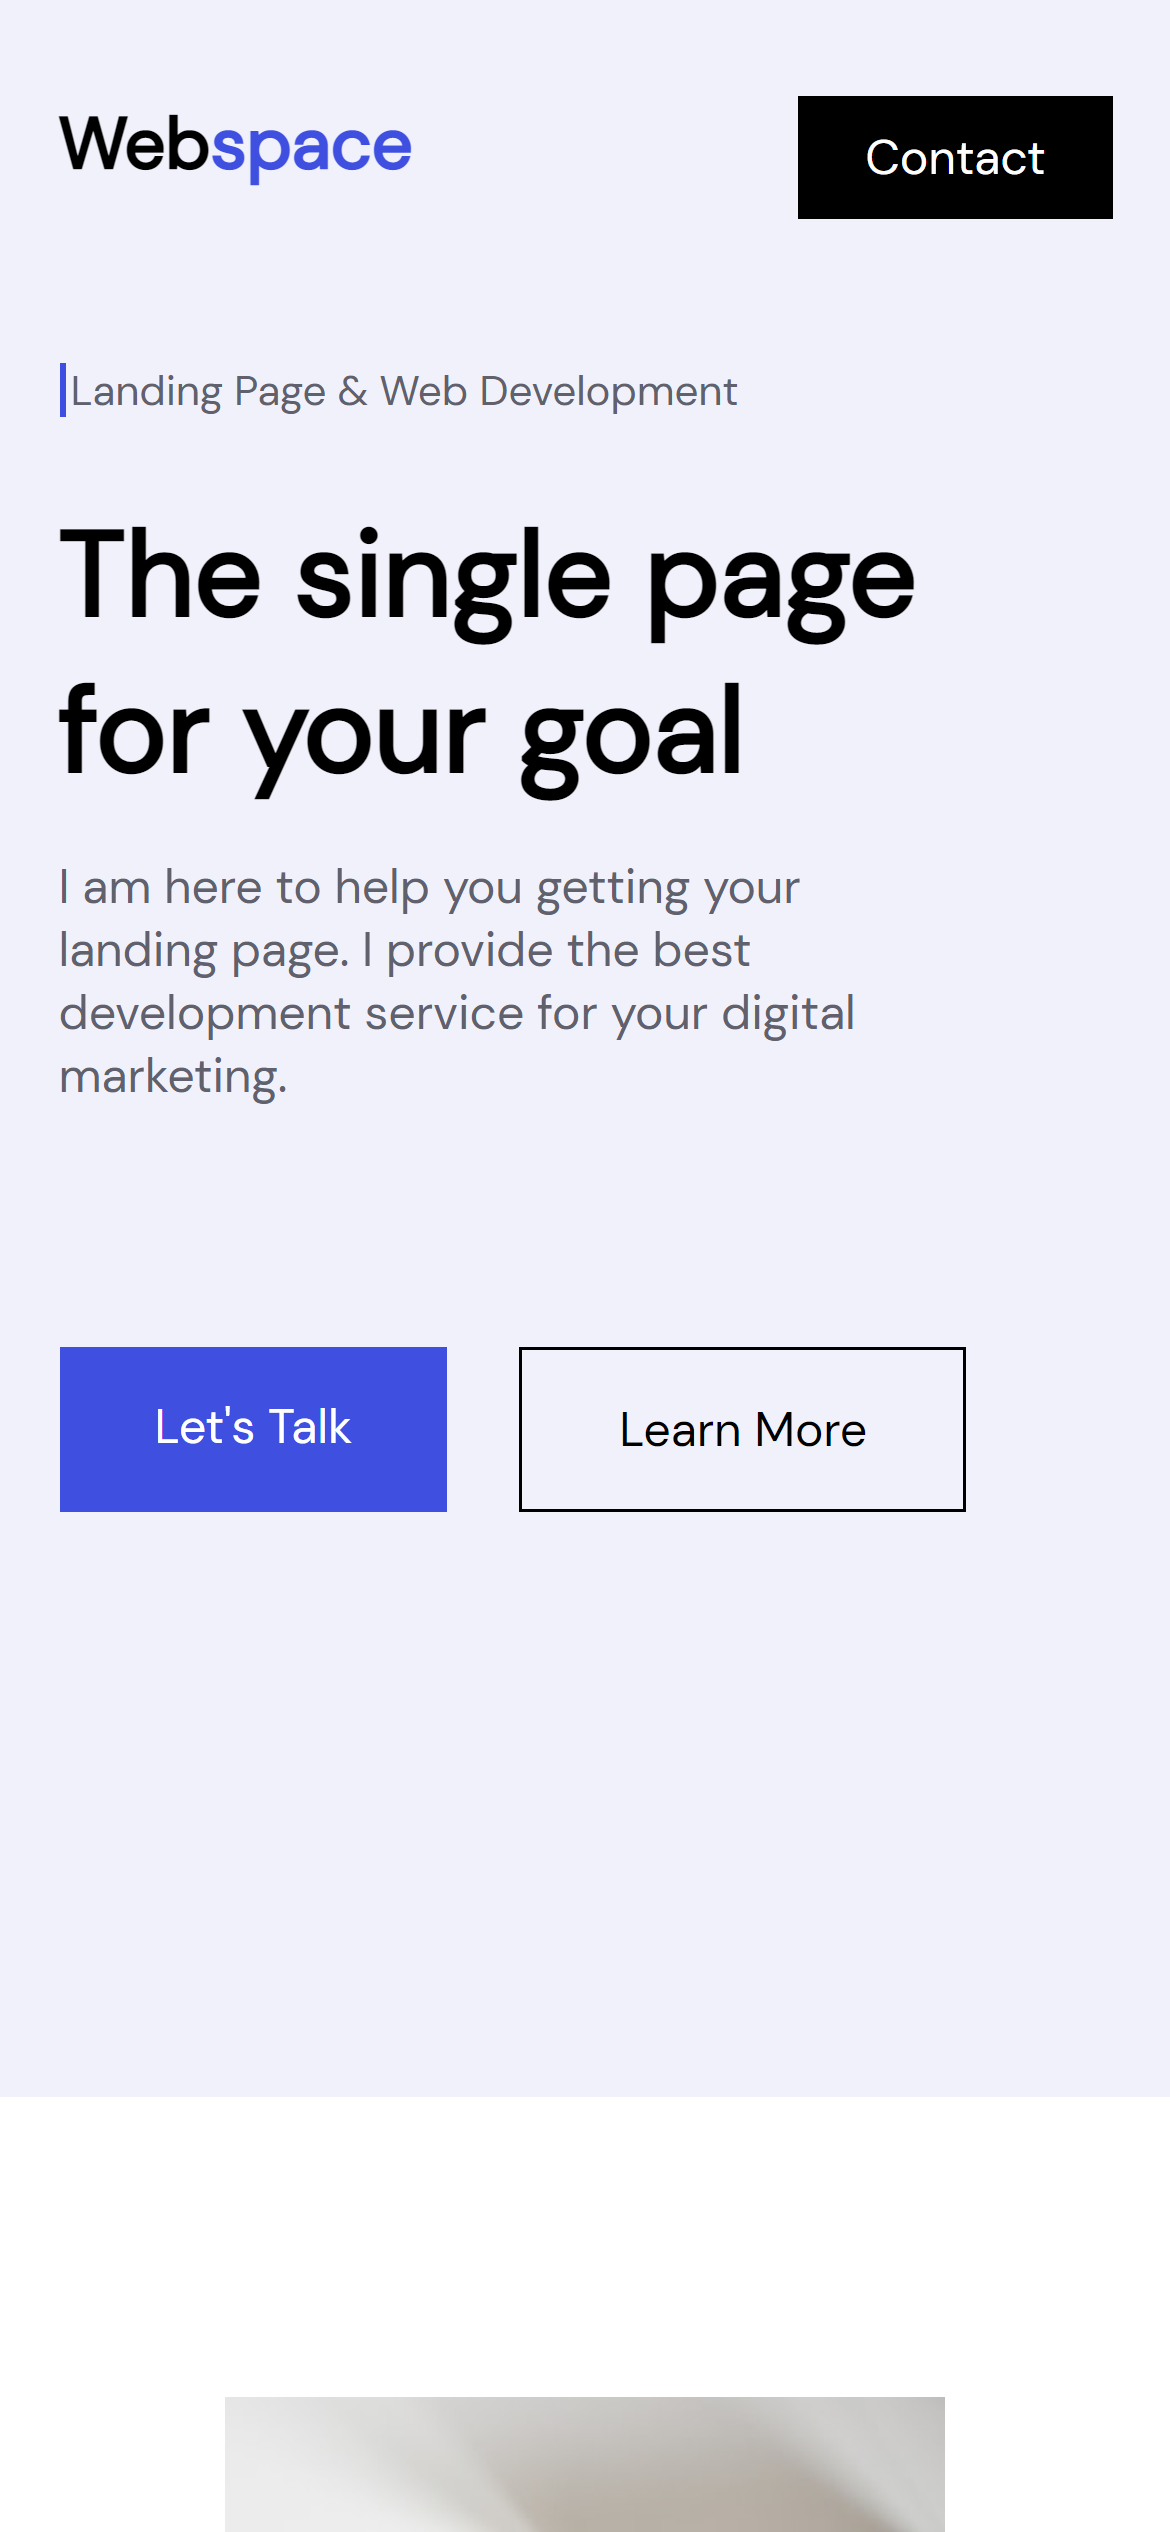 Webspace
Contact
Landing Page & Web Development
The single page
for your goal
I am here to help you getting your
landing page. I provide the best
development service for your digital
marketing.
Let's Talk
Learn More